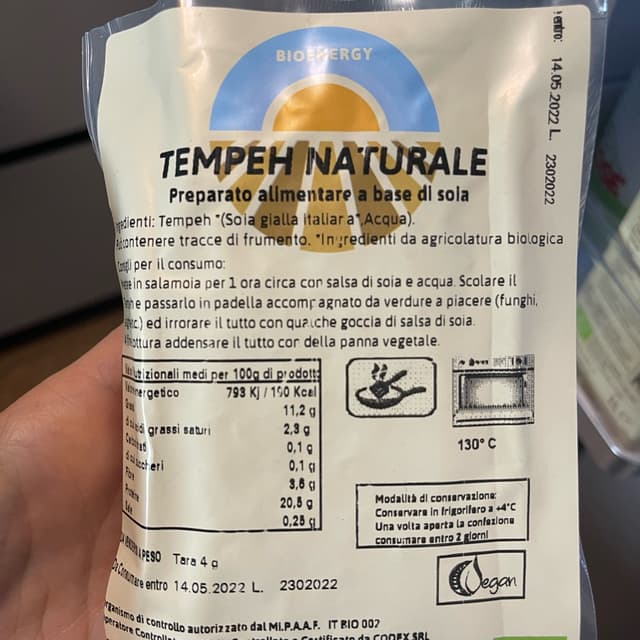 BIOENERGY
TEMPEH NATURALE
Preparato alimentare a base di soia
Tempeh *(Soia gialla italiana*,Acqua).
contenere tracce di frumento. *Ingredienti da agricolatura biologica
per il consumo:
in salamoia per 1 ora circa con salsa di soia e acqua. Scolare il
e passarlo in padella accompagnato da verdure a piacere (funghi,
ed irrorare il tutto con qualche goccia di salsa di soia.
addensare il tutto con della panna vegetale.
medi per 100g di prodotto
793 Kj / 190 Kcal
11,2 g
grassi saturi 2,3 g
0,1 g
0,1 g
3,6 g
20,5 g
0,25 g
130° C
Modalità di conservazione:
Conservare in frigorifero a +4°C
Una volta aperta la confezione
consumare entro 2 giorni
Vegan
PESO Tara 4 g
Consumare entro 14.05.2022 L. 2302022
di controllo autorizzato dal MI.P.A.A.F. IT BIO 007
CODEX SRL
14.05.2022 L. 2302022